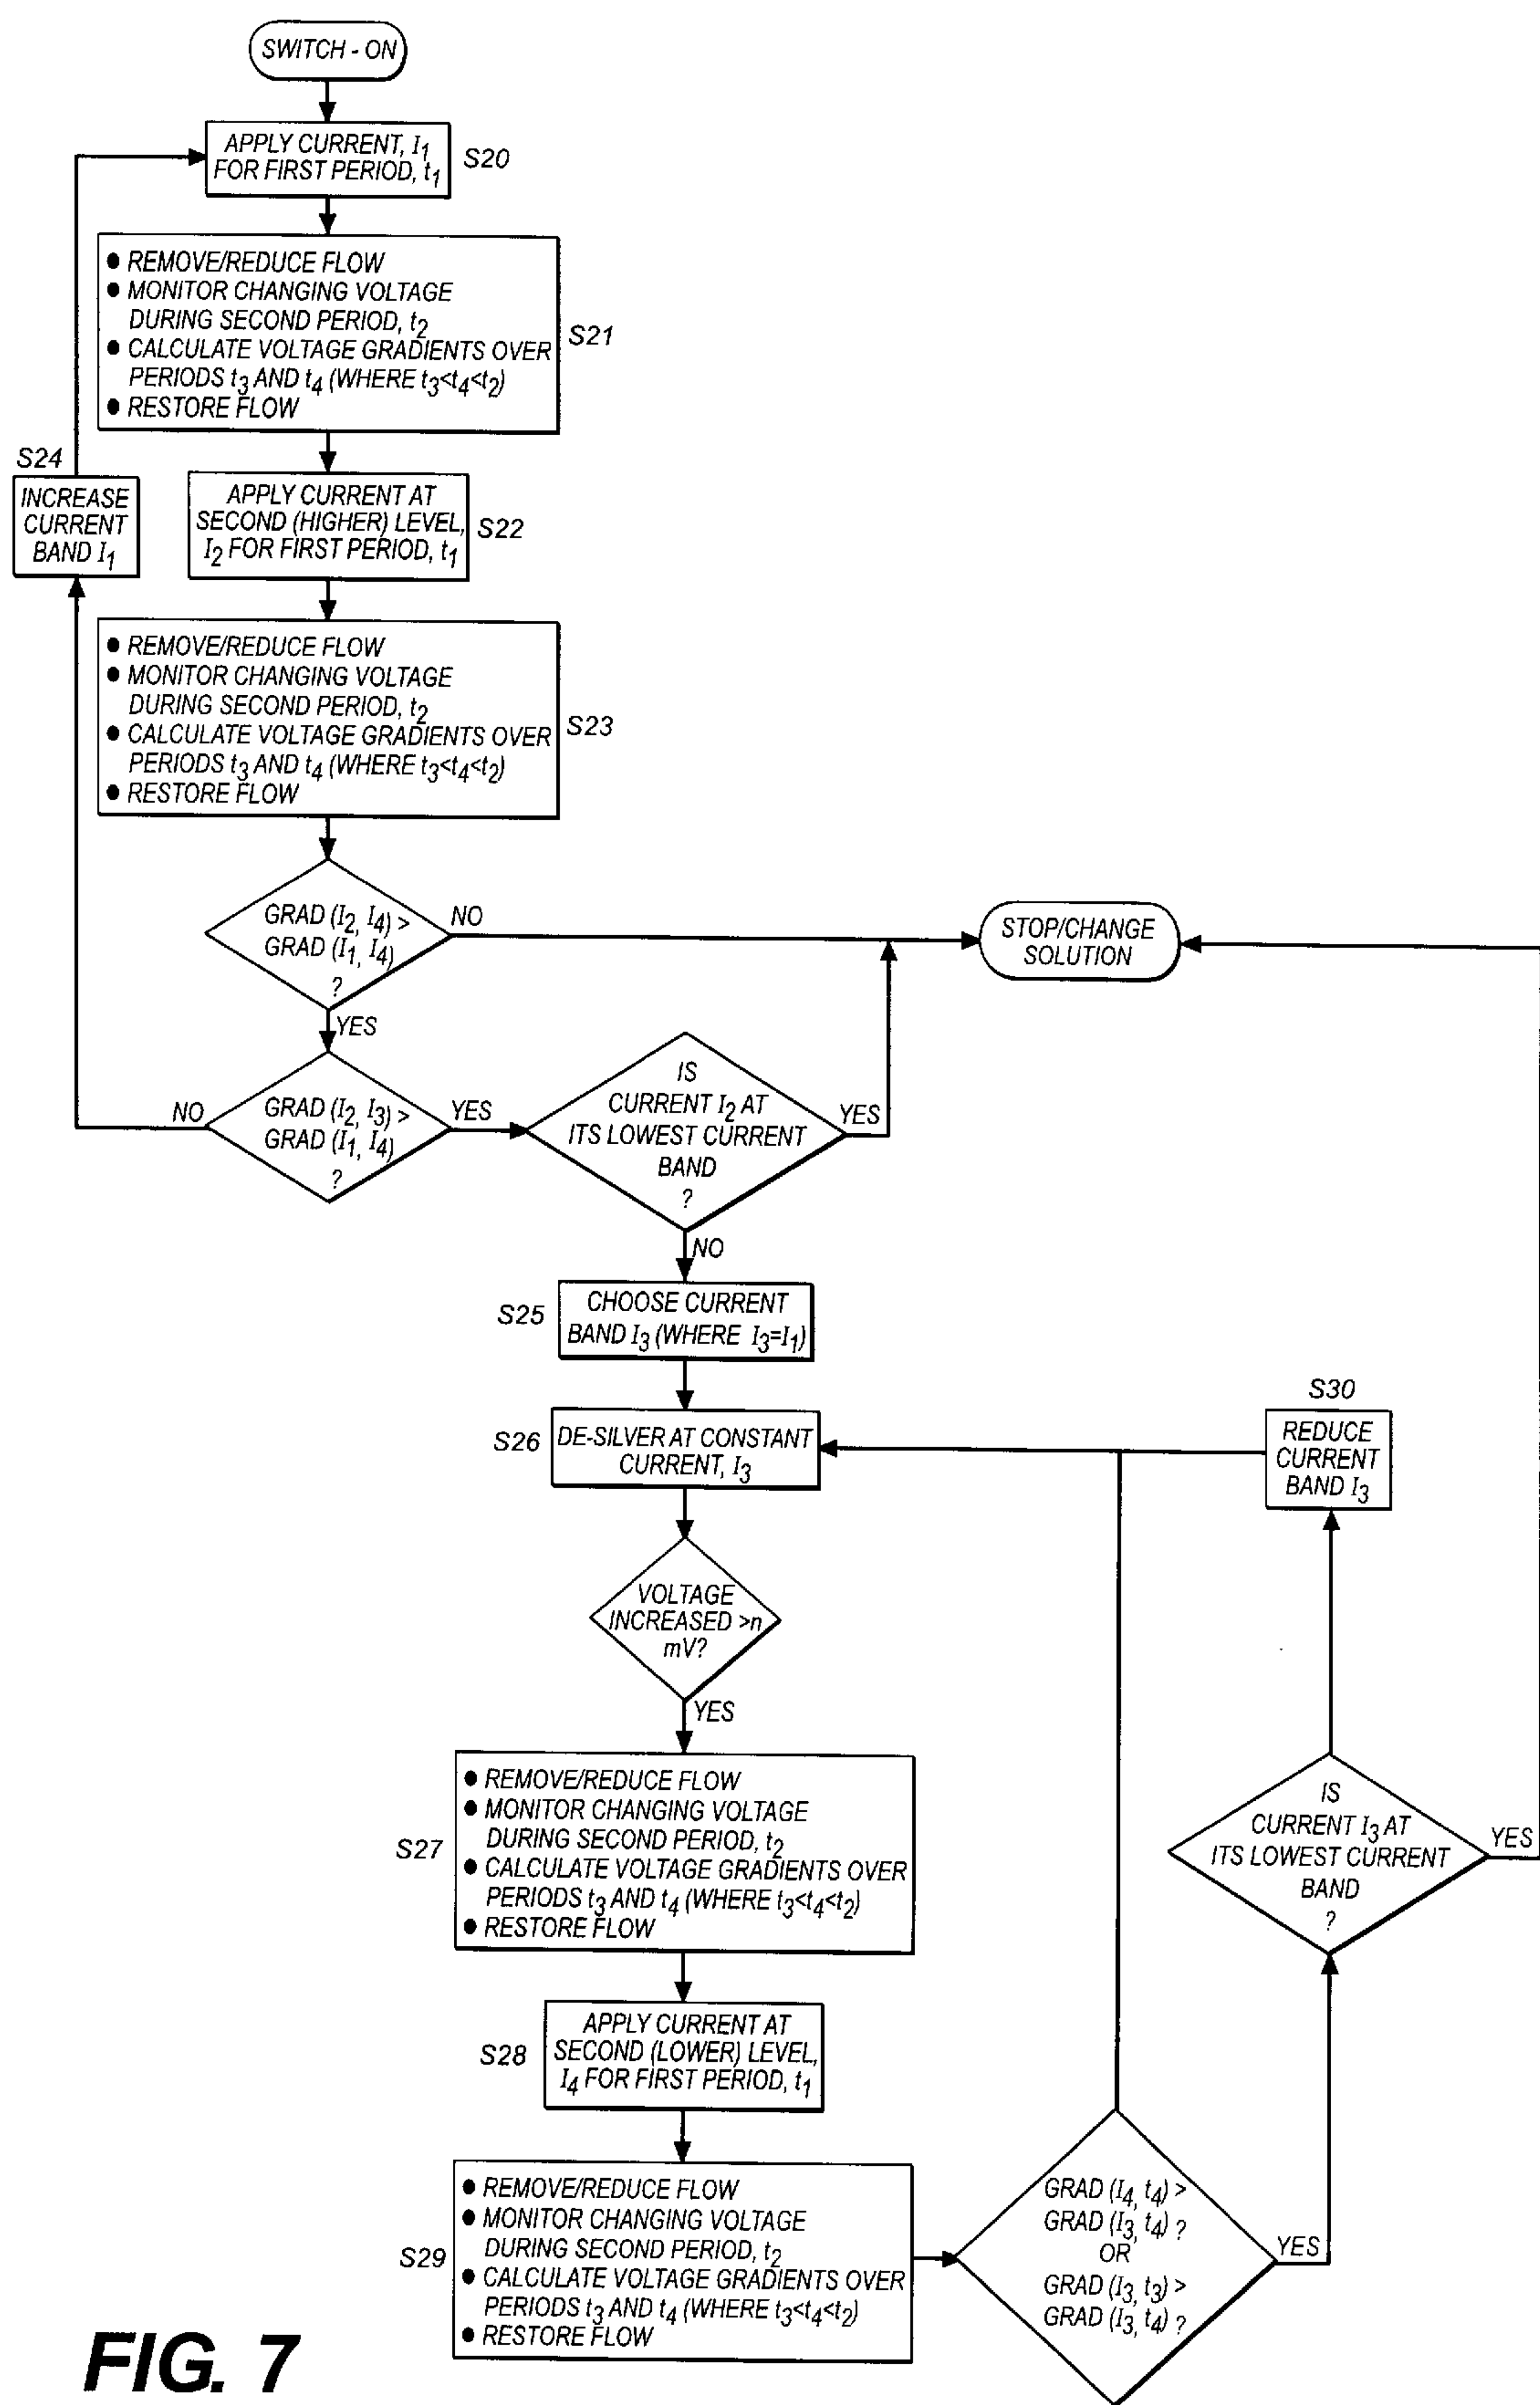 SWITCH - ON
APPLY CURRENT, I1
FOR FIRST PERIOD, t1
S20
● REMOVE/REDUCE FLOW
● MONITOR CHANGING VOLTAGE
DURING SECOND PERIOD, t2
● CALCULATE VOLTAGE GRADIENTS OVER
PERIODS t3 AND t4 (WHERE t3<t4<t2)
● RESTORE FLOW
S21
S24
INCREASE
CURRENT
BAND I1
APPLY CURRENT AT
SECOND (HIGHER) LEVEL,
I2 FOR FIRST PERIOD, t1
S22
● REMOVE/REDUCE FLOW
● MONITOR CHANGING VOLTAGE
DURING SECOND PERIOD, t2
● CALCULATE VOLTAGE GRADIENTS OVER
PERIODS t3 AND t4 (WHERE t3<t4<t2)
● RESTORE FLOW
S23
GRAD (I2, I4) >
GRAD (I1, I4)
?
NO
YES
STOP/CHANGE
SOLUTION
GRAD (I2, I3) >
GRAD (I1, I4)
?
NO
YES
IS
CURRENT I2 AT
ITS LOWEST CURRENT
BAND
?
YES
NO
S25
CHOOSE CURRENT
BAND I3 (WHERE I3=I1)
S26
DE-SILVER AT CONSTANT
CURRENT, I3
S30
REDUCE
CURRENT
BAND I3
VOLTAGE
INCREASED >n
mV?
YES
S27
● REMOVE/REDUCE FLOW
● MONITOR CHANGING VOLTAGE
DURING SECOND PERIOD, t2
● CALCULATE VOLTAGE GRADIENTS OVER
PERIODS t3 AND t4 (WHERE t3<t4<t2)
● RESTORE FLOW
IS
CURRENT I3 AT
ITS LOWEST CURRENT
BAND
?
YES
S28
APPLY CURRENT AT
SECOND (LOWER) LEVEL,
I4 FOR FIRST PERIOD, t1
S29
● REMOVE/REDUCE FLOW
● MONITOR CHANGING VOLTAGE
DURING SECOND PERIOD, t2
● CALCULATE VOLTAGE GRADIENTS OVER
PERIODS t3 AND t4 (WHERE t3<t4<t2)
● RESTORE FLOW
GRAD (I4, t4) >
GRAD (I3, t4) ?
OR
GRAD (I3, t3) >
GRAD (I3, t4) ?
YES
FIG. 7